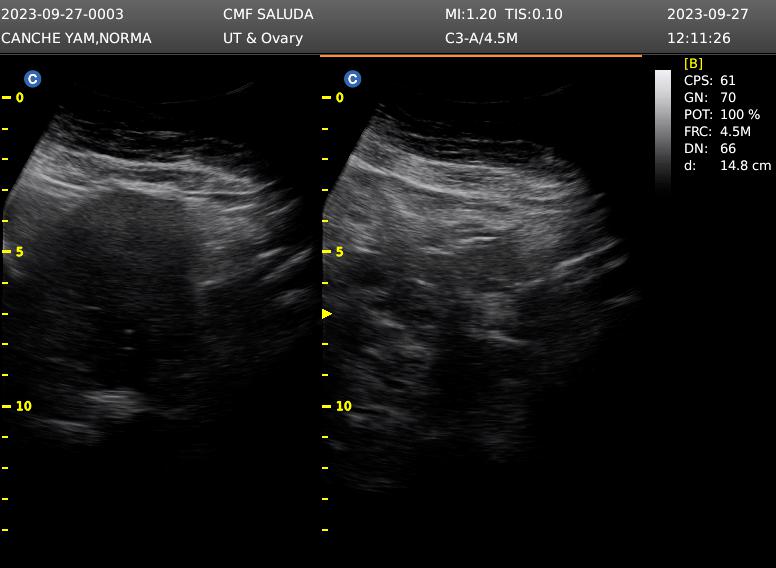 2023-09-27-0003 CMF SALUDA MI:1.20 TIS:0.10 2023-09-27
CANCHE YAM,NORMA UT & Ovary C3-A/4.5M 12:11:26
[B]
CPS: 61
GN: 70
POT: 100 %
FRC: 4.5M
DN: 66
d: 14.8 cm
C
0
5
10
C
0
5
10